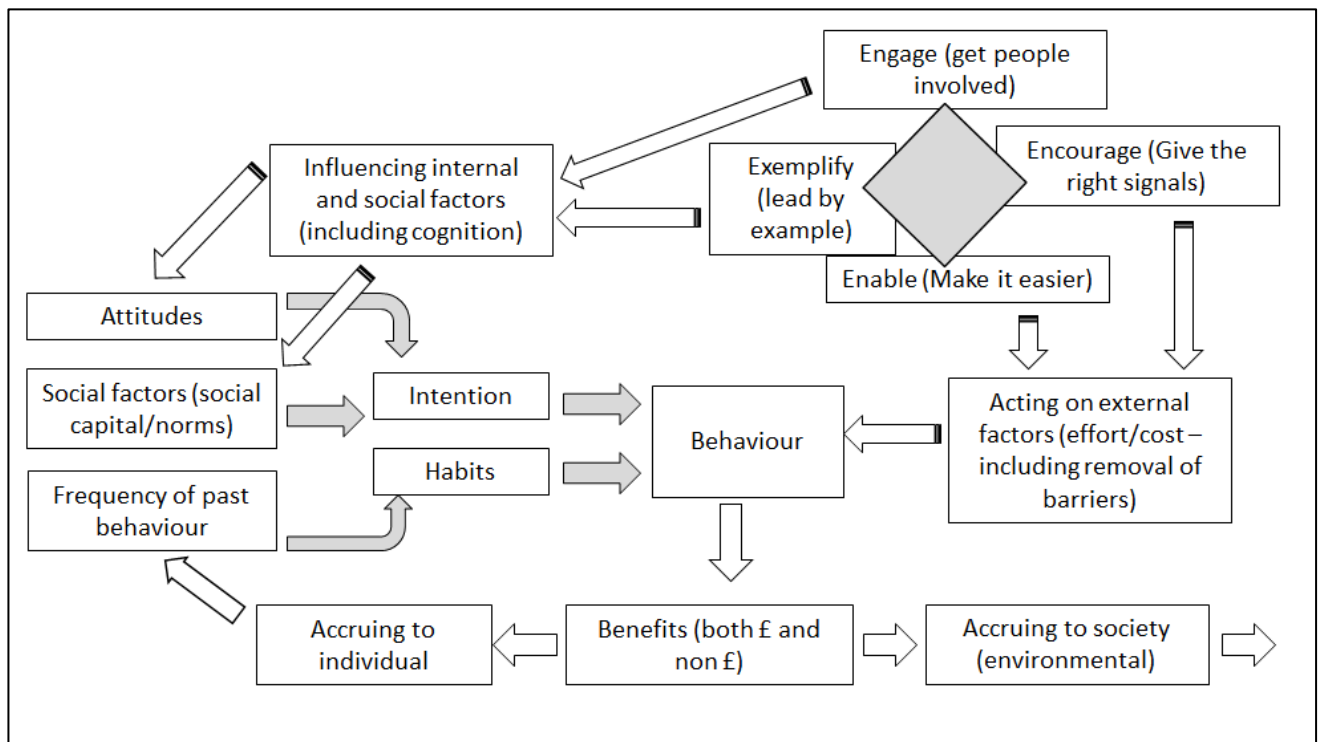 Engage (get people
involved)
Encourage (Give the
right signals)
Exemplify
(lead by
example)
Enable (Make it easier)
Influencing internal
and social factors
(including cognition)
Attitudes
Social factors (social
capital/norms)
Frequency of past
behaviour
Intention
Habits
Behaviour
Acting on external
factors (effort/cost –
including removal of
barriers)
Accruing to
individual
Benefits (both £ and
non £)
Accruing to society
(environmental)